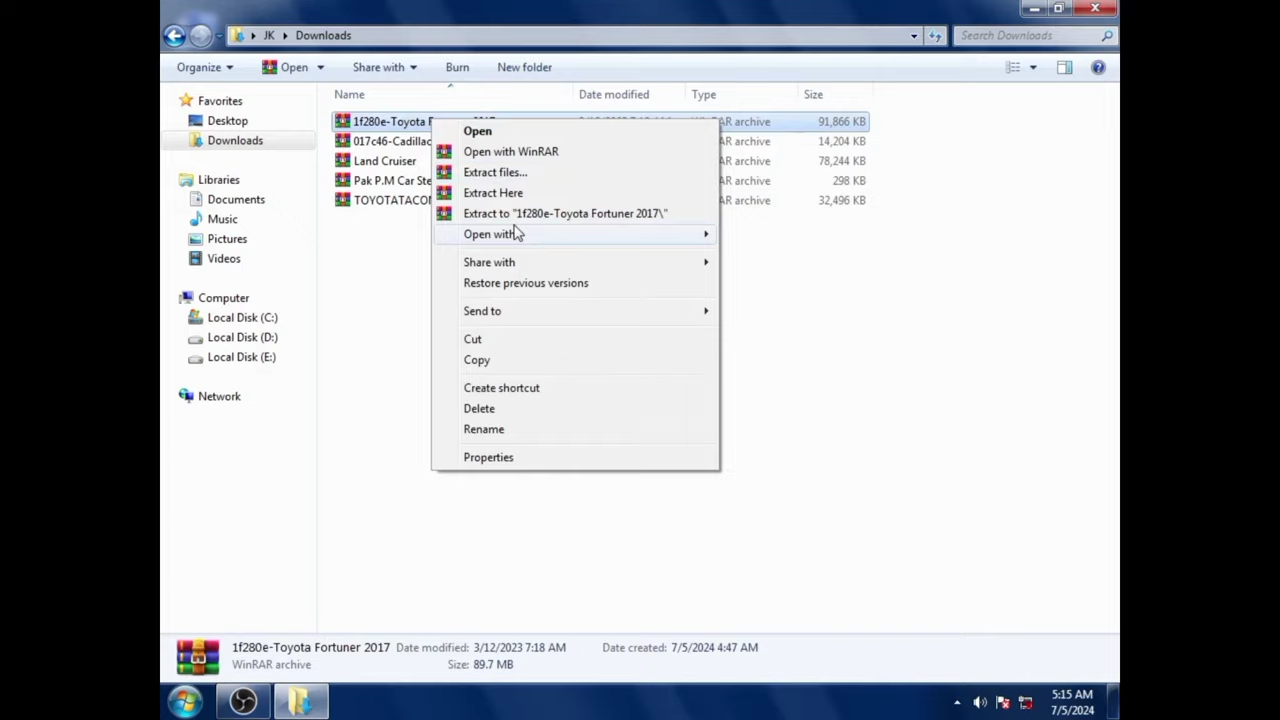 JK Downloads
Search Downloads
Organize Open Share with Burn New folder
Name Date modified Type Size
Favorites
Desktop
Downloads
Libraries
Documents
Music
Pictures
Videos
Computer
Local Disk (C:)
Local Disk (D:)
Local Disk (E:)
Network
1f280e-Toyota archive 91,866 KB
017c46-Cadillac archive 14,204 KB
Land Cruiser archive 78,244 KB
Pak P.M Car Ste archive 298 KB
TOYOTATACO archive 32,496 KB
Open
Open with WinRAR
Extract files...
Extract Here
Extract to "1f280e-Toyota Fortuner 2017\"
Open with
Share with
Restore previous versions
Send to
Cut
Copy
Create shortcut
Delete
Rename
Properties
1f280e-Toyota Fortuner 2017 Date modified: 3/12/2023 7:18 AM Date created: 7/5/2024 4:47 AM
WinRAR archive Size: 89.7 MB
5:15 AM
7/5/2024